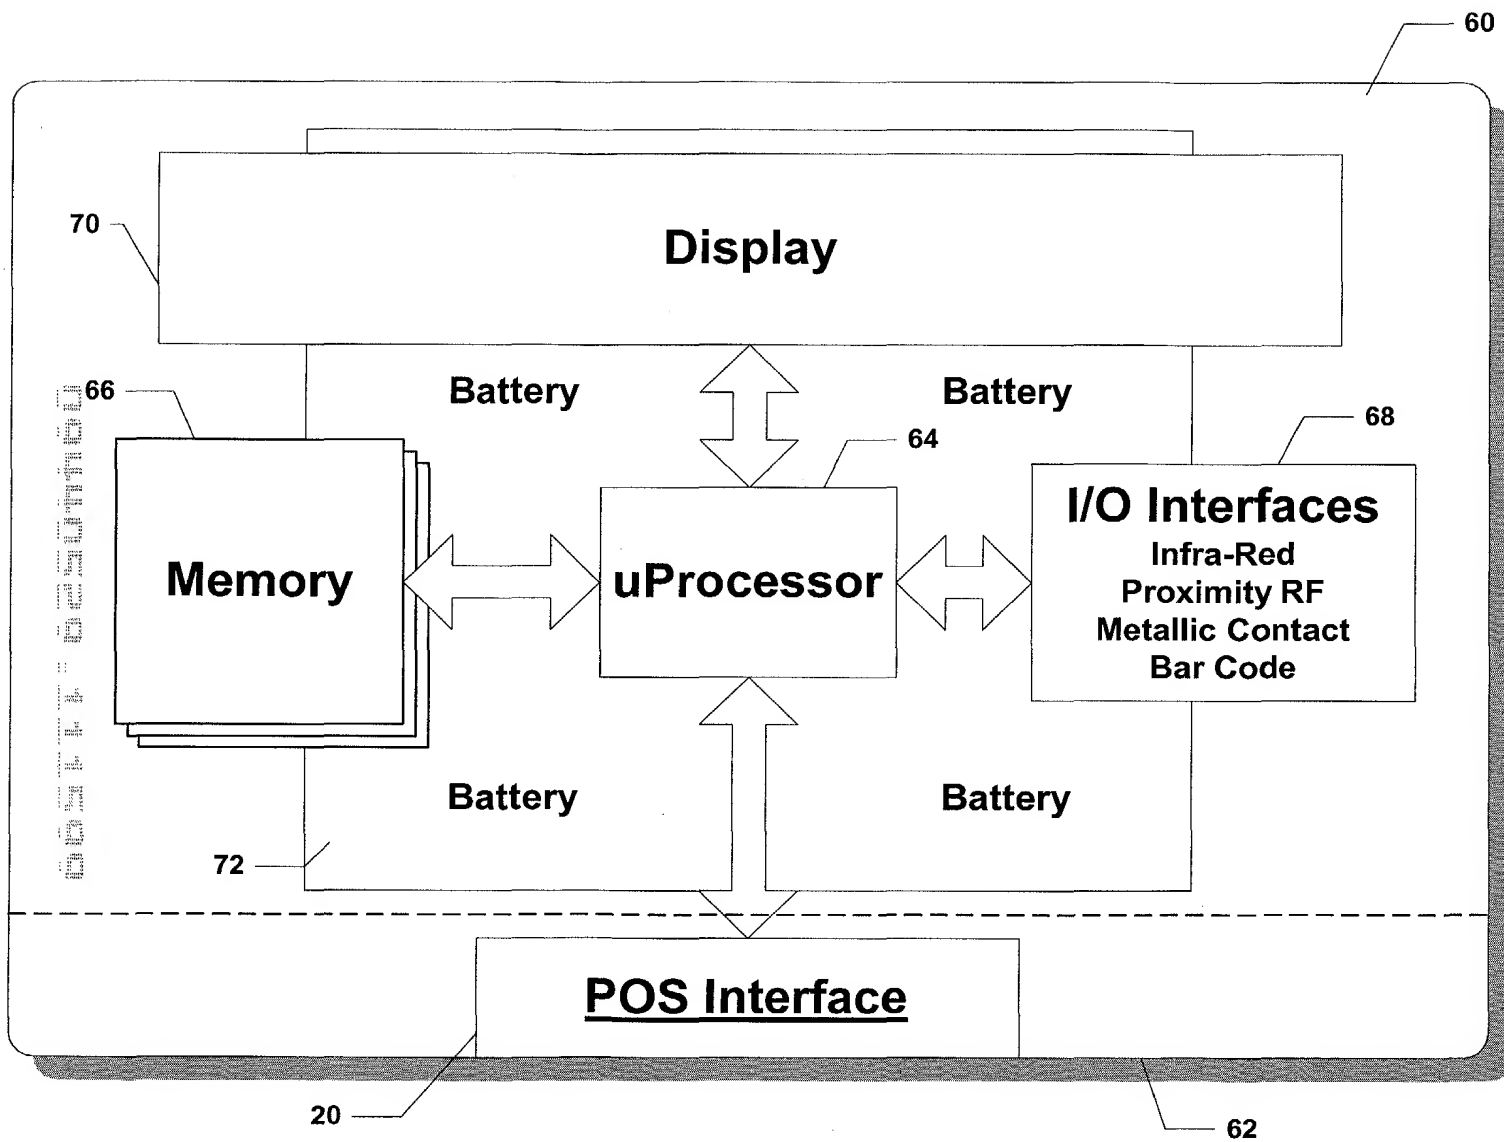 60
70
Display
66
Battery
Battery
64
68
Memory
uProcessor
I/O Interfaces
Infra-Red
Proximity RF
Metallic Contact
Bar Code
Battery
Battery
72
POS Interface
20
62